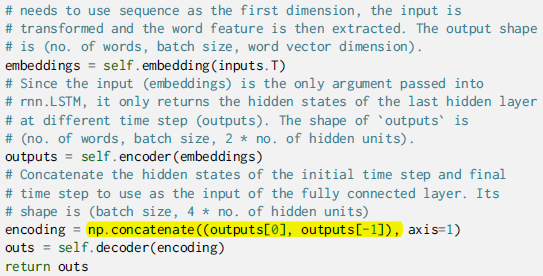 # needs to use sequence as the first dimension, the input is
# transformed and the word feature is then extracted. The output shape
# is (no. of words, batch size, word vector dimension).
embeddings = self.embedding(inputs.T)
# Since the input (embeddings) is the only argument passed into
# rnn.LSTM, it only returns the hidden states of the last hidden layer
# at different time step (outputs). The shape of `outputs` is
# (no. of words, batch size, 2 * no. of hidden units).
outputs = self.encoder(embeddings)
# Concatenate the hidden states of the initial time step and final
# time step to use as the input of the fully connected layer. Its
# shape is (batch size, 4 * no. of hidden units)
encoding = np.concatenate((outputs[0], outputs[-1]), axis=1)
outs = self.decoder(encoding)
return outs